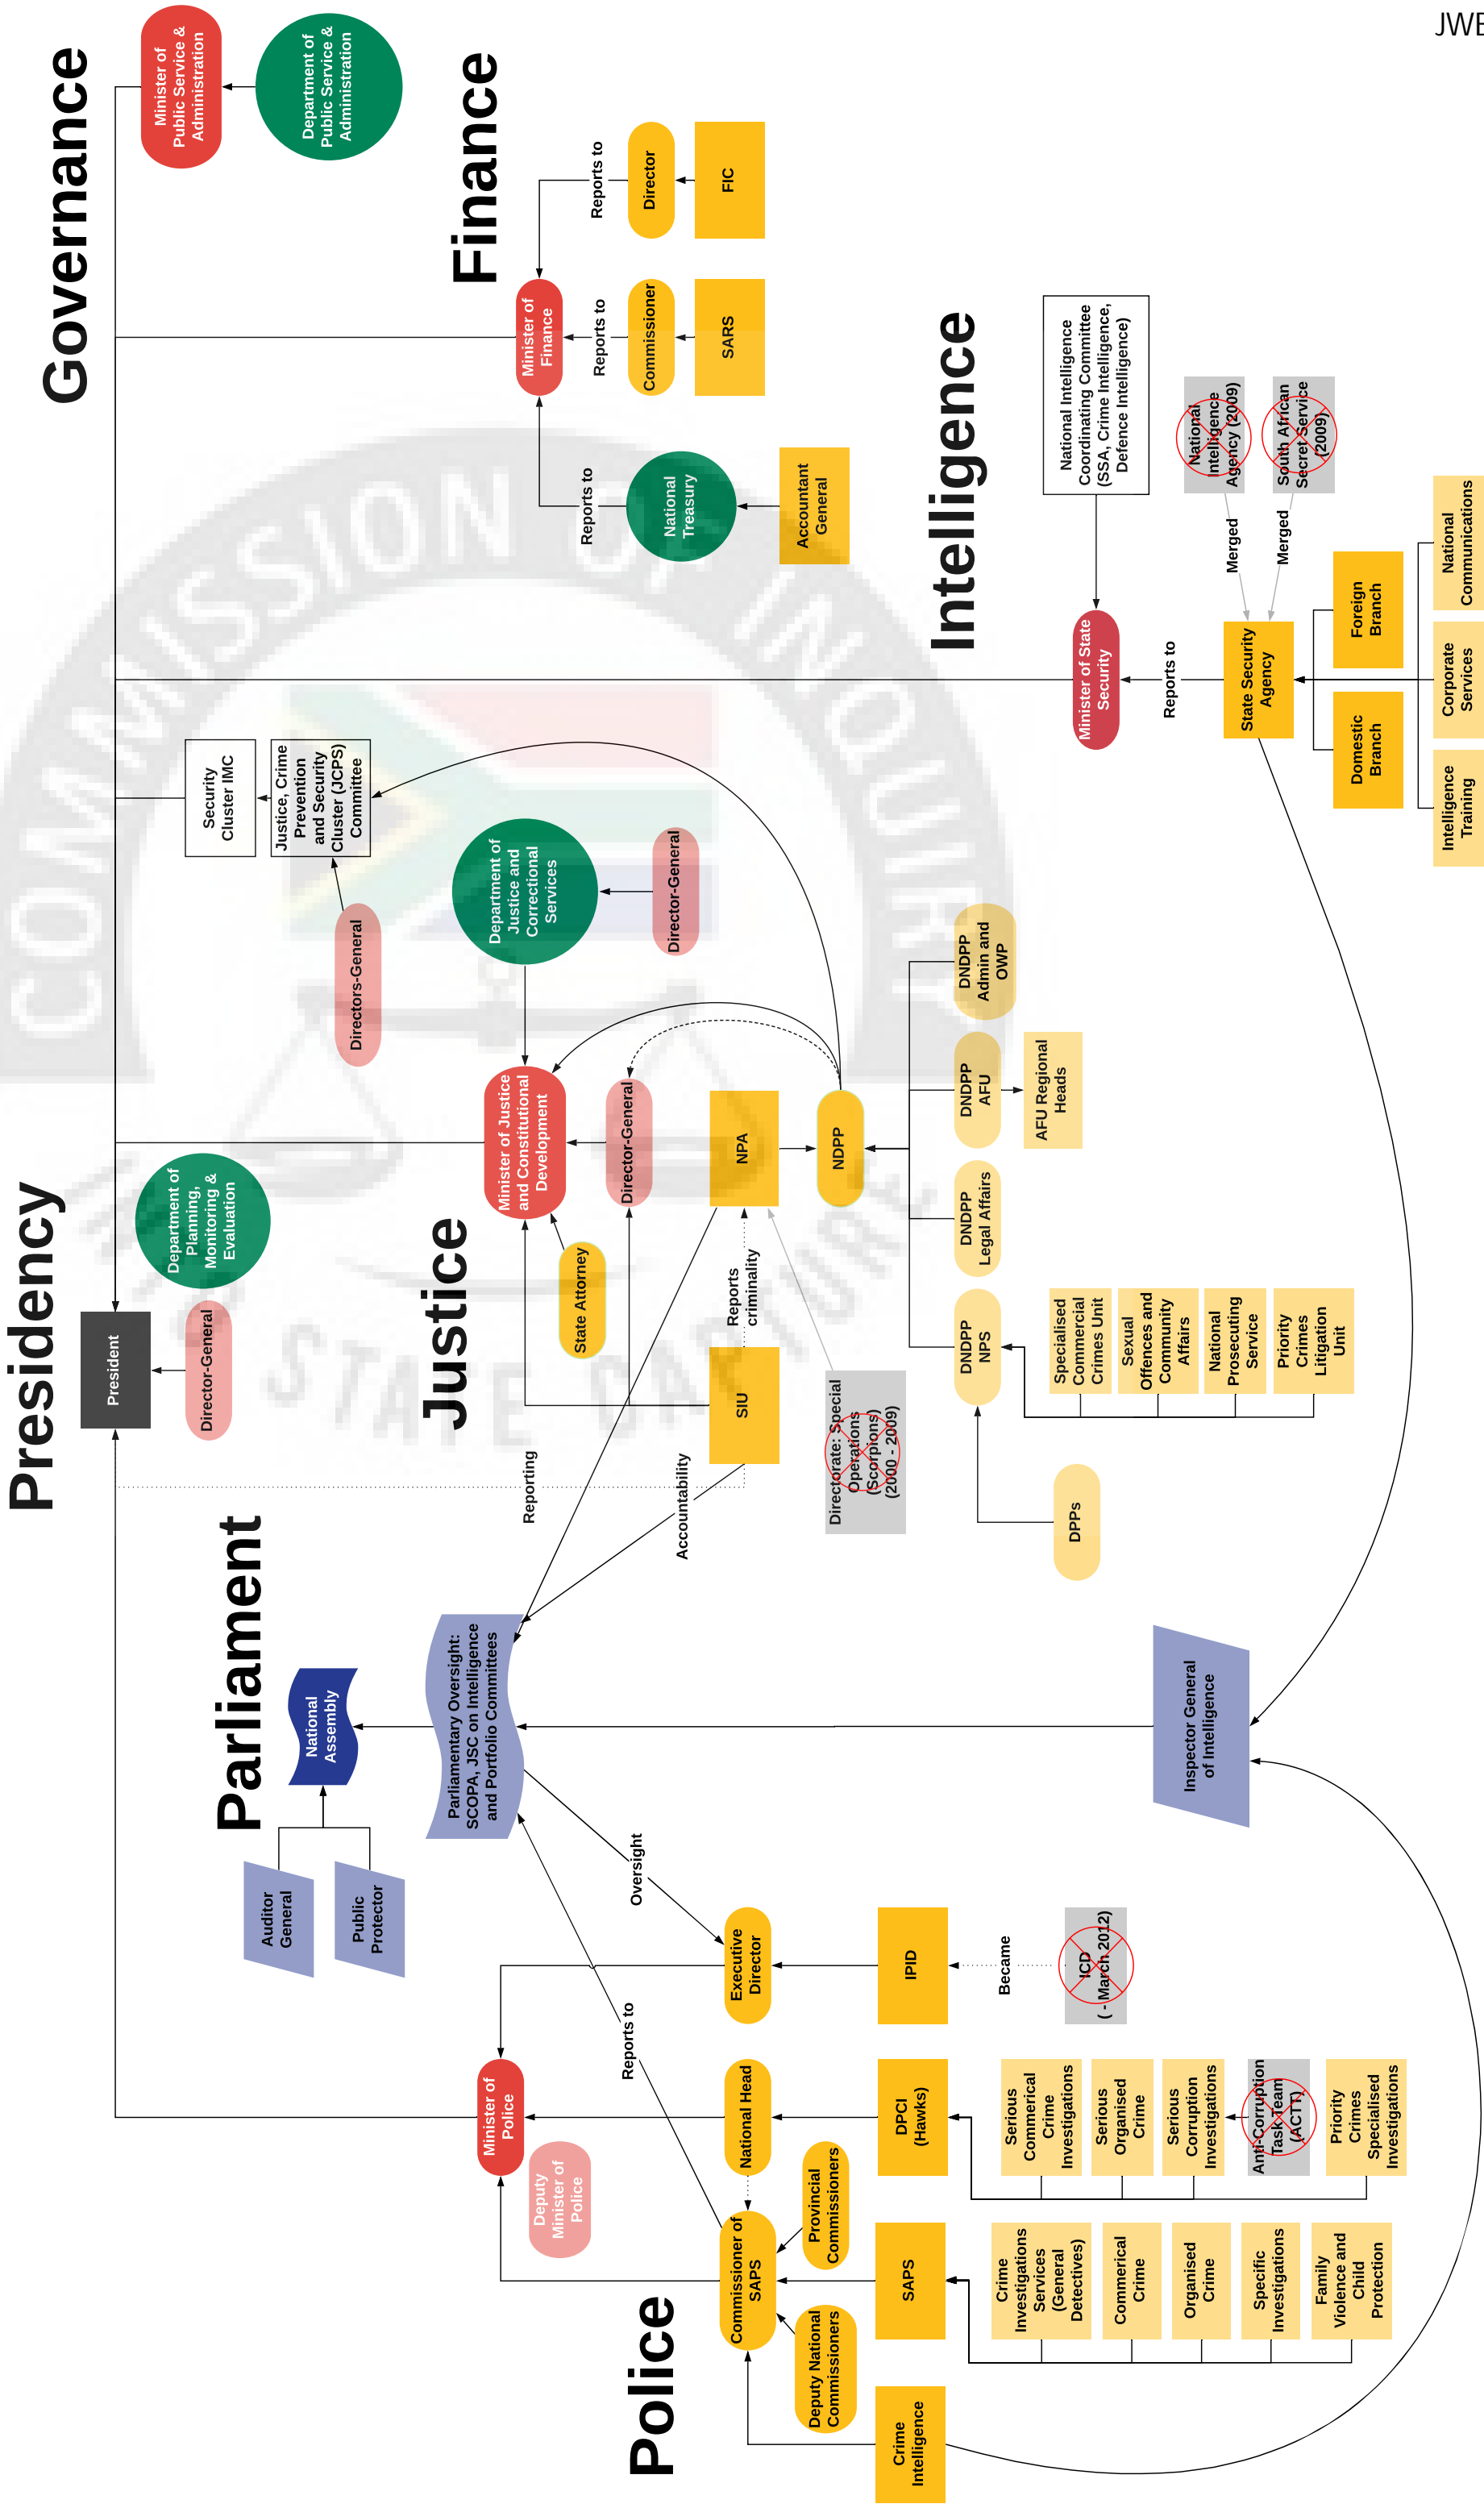 JWB
Governance
Minister of
Public Service &
Administration
Department of
Public Service &
Administration
Finance
Minister of
Finance
Reports to
Director
FIC
Reports to
Commissioner
SARS
Reports to
National
Treasury
Accountant
General
Intelligence
National Intelligence
Coordinating Committee
(SSA, Crime Intelligence,
Defence Intelligence)
Minister of State
Security
Reports to
State Security
Agency
National
Intelligence
Agency (2009)
South African
Secret Service
(2009)
Merged
Merged
Foreign
Branch
Domestic
Branch
National
Communications
Corporate
Services
Intelligence
Training
Security
Cluster IMC
Justice, Crime
Prevention
and Security
Cluster (JCPS)
Committee
Directors-General
Presidency
President
Director-General
Department of
Planning,
Monitoring &
Evaluation
Justice
Minister of Justice
and Constitutional
Development
Department of
Justice and
Correctional
Services
Director-General
Director-General
State Attorney
NPA
NDPP
SIU
Reports
criminality
Reporting
Accountability
Directorate: Special
Operations
(Scorpions)
(2000 - 2009)
DNDPP
Admin and
OWP
DNDPP
AFU
AFU Regional
Heads
DNDPP
Legal Affairs
DNDPP
NPS
Specialised
Commercial
Crimes Unit
Sexual
Offences and
Community
Affairs
National
Prosecuting
Service
Priority
Crimes
Litigation
Unit
DPPs
Parliament
National
Assembly
Auditor
General
Public
Protector
Parliamentary Oversight:
SCOPA, JSC on Intelligence
and Portfolio Committees
Oversight
Inspector General
of Intelligence
Police
Minister of
Police
Deputy
Minister of
Police
Reports to
Executive
Director
IPID
Became
ICD
( - March 2012)
National Head
DPCI
(Hawks)
Serious
Commerical
Crime
Investigations
Serious
Organised
Crime
Serious
Corruption
Investigations
Anti-Corruption
Task Team
(ACTT)
Priority
Crimes
Specialised
Investigations
Commissioner of
SAPS
Provincial
Commissioners
Deputy National
Commissioners
SAPS
Crime
Investigations
Services
(General
Detectives)
Commerical
Crime
Organised
Crime
Specific
Investigations
Family
Violence and
Child
Protection
Crime
Intelligence
COMMISSION OF INQUIRY
STATE CAPTURE